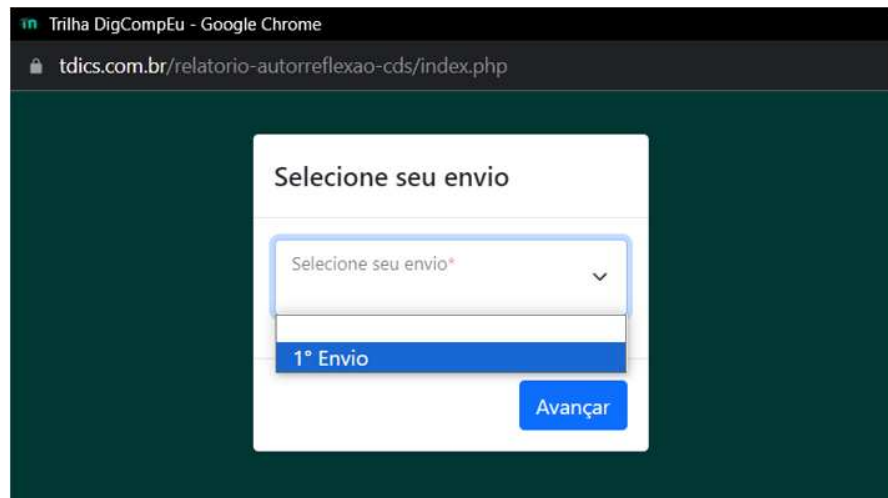 Trilha DigCompEu - Google Chrome
tdics.com.br/relatorio-autorreflexao-cds/index.php
Selecione seu envio
Selecione seu envio*
1° Envio
Avançar